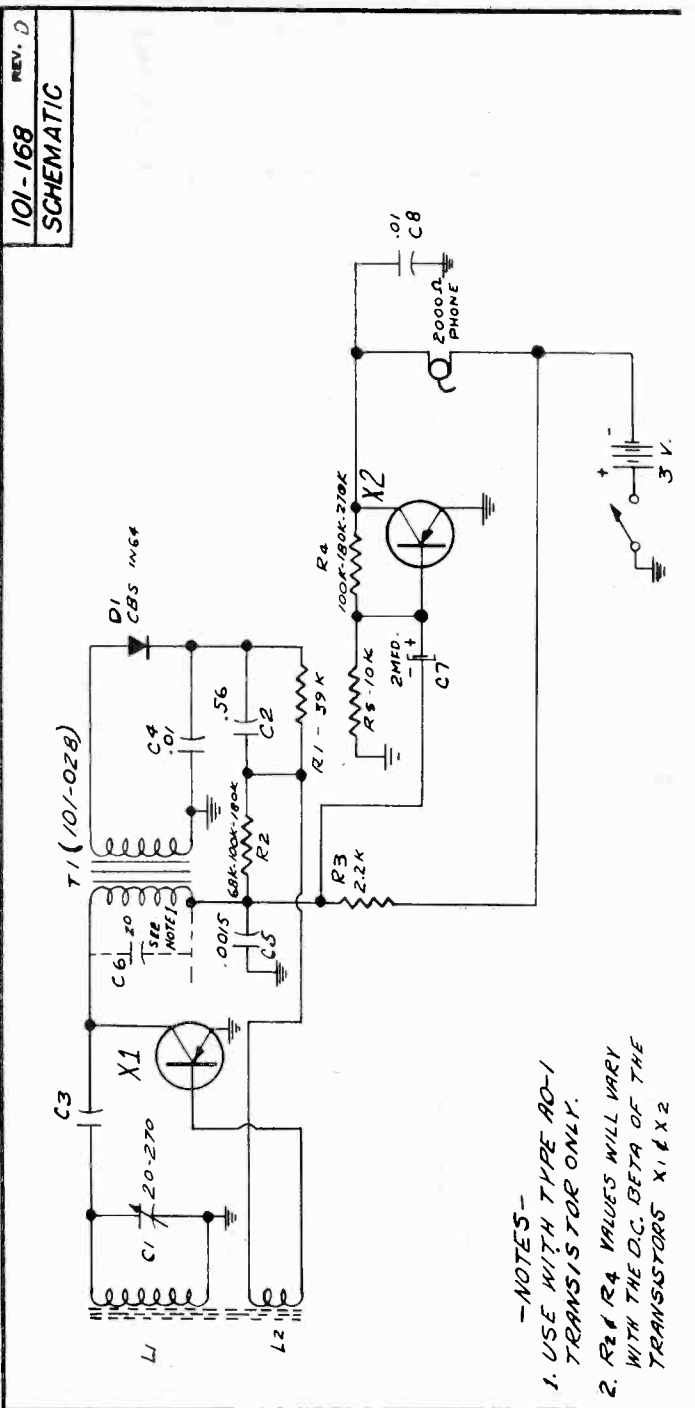 101-168 REV. D
SCHEMATIC
T1 (101-028)
D1
CBS 1N64
C3
C6 20
SEE
NOTE 1
C4
.01
.56
C2
X1
C1 20-270
L1
L2
.0015
C5
68K-100K-180K
R2
R1-39K
R3
2.2K
R4
100K-180K-270K
X2
R5-10K
2MFD.
- +
C7
.01
C8
2000Ω
PHONE
+ -
3 V.
-NOTES-
1. USE WITH TYPE AO-1
TRANSISTOR ONLY.
2. R2 & R4 VALUES WILL VARY
WITH THE D.C. BETA OF THE
TRANSISTORS X1 & X2